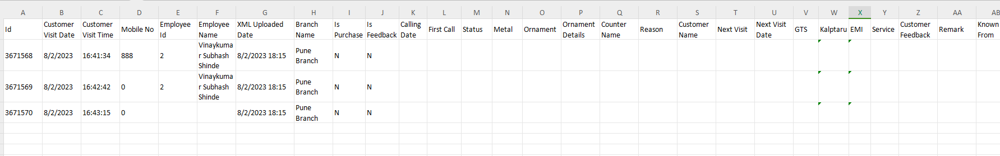 A B C D E F G H I J K L M N O P Q R S T U V W X Y Z AA AB
Id Customer Visit Date Customer Visit Time Mobile No Employee Id Employee Name XML Uploaded Date Branch Name Is Purchase Is Feedback Calling Date First Call Status Metal Ornament Ornament Details Counter Name Reason Customer Name Next Visit Next Visit Date GTS Kalptaru EMI Service Customer Feedback Remark Known From
3671568 8/2/2023 16:41:34 888 2 Vinaykumar Subhash Shinde 8/2/2023 18:15 Pune Branch N N
3671569 8/2/2023 16:42:42 0 2 Vinaykumar Subhash Shinde 8/2/2023 18:15 Pune Branch N N
3671570 8/2/2023 16:43:15 0 8/2/2023 18:15 Pune Branch N N